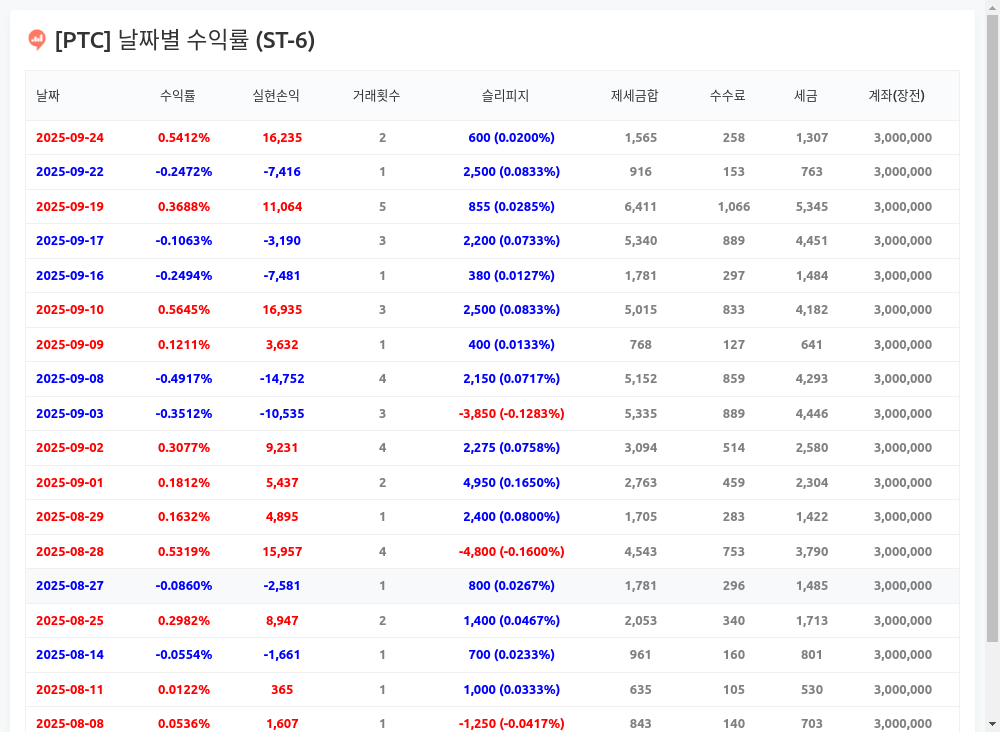 [PTC] 날짜별 수익률 (ST-6)
날짜 수익률 실현손익 거래횟수 슬리피지 제세금합 수수료 세금 계좌(장전)
2025-09-24 0.5412% 16,235 2 600 (0.0200%) 1,565 258 1,307 3,000,000
2025-09-22 -0.2472% -7,416 1 2,500 (0.0833%) 916 153 763 3,000,000
2025-09-19 0.3688% 11,064 5 855 (0.0285%) 6,411 1,066 5,345 3,000,000
2025-09-17 -0.1063% -3,190 3 2,200 (0.0733%) 5,340 889 4,451 3,000,000
2025-09-16 -0.2494% -7,481 1 380 (0.0127%) 1,781 297 1,484 3,000,000
2025-09-10 0.5645% 16,935 3 2,500 (0.0833%) 5,015 833 4,182 3,000,000
2025-09-09 0.1211% 3,632 1 400 (0.0133%) 768 127 641 3,000,000
2025-09-08 -0.4917% -14,752 4 2,150 (0.0717%) 5,152 859 4,293 3,000,000
2025-09-03 -0.3512% -10,535 3 -3,850 (-0.1283%) 5,335 889 4,446 3,000,000
2025-09-02 0.3077% 9,231 4 2,275 (0.0758%) 3,094 514 2,580 3,000,000
2025-09-01 0.1812% 5,437 2 4,950 (0.1650%) 2,763 459 2,304 3,000,000
2025-08-29 0.1632% 4,895 1 2,400 (0.0800%) 1,705 283 1,422 3,000,000
2025-08-28 0.5319% 15,957 4 -4,800 (-0.1600%) 4,543 753 3,790 3,000,000
2025-08-27 -0.0860% -2,581 1 800 (0.0267%) 1,781 296 1,485 3,000,000
2025-08-25 0.2982% 8,947 2 1,400 (0.0467%) 2,053 340 1,713 3,000,000
2025-08-14 -0.0554% -1,661 1 700 (0.0233%) 961 160 801 3,000,000
2025-08-11 0.0122% 365 1 1,000 (0.0333%) 635 105 530 3,000,000
2025-08-08 0.0536% 1,607 1 -1,250 (-0.0417%) 843 140 703 3,000,000